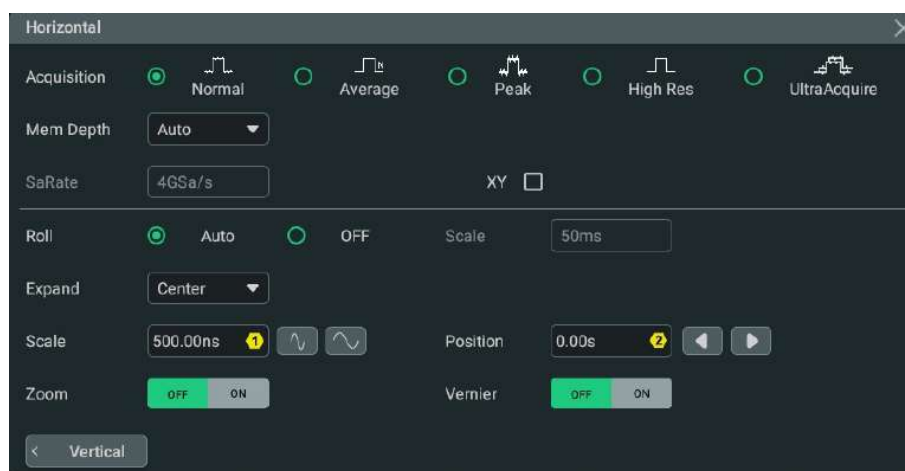 Horizontal
Acquisition Normal Average Peak High Res UltraAcquire
Mem Depth Auto
SaRate 4GSa/s XY
Roll Auto OFF Scale 50ms
Expand Center
Scale 500.00ns 1 Position 0.00s 2
Zoom OFF ON Vernier OFF ON
< Vertical